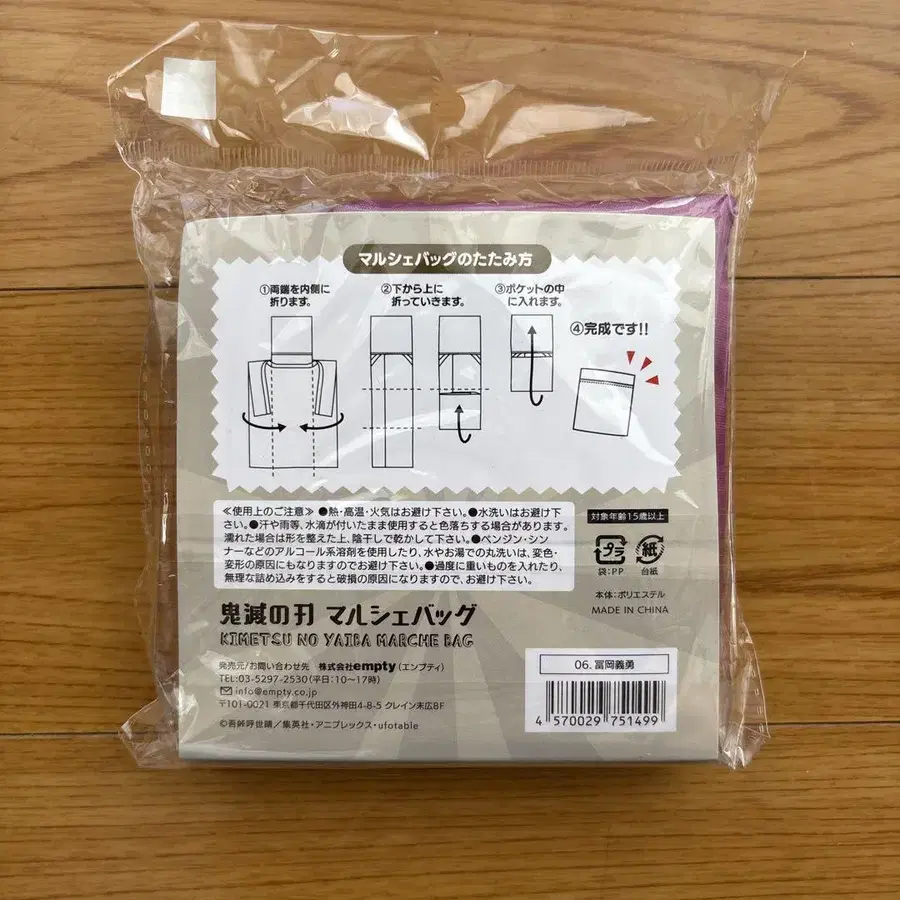 マルシェバッグのたたみ方
①両端を内側に
折ります。
②下から上に
折っていきます。
③ポケットの中
に入れます。
④完成です!!
≪使用上のご注意≫ ●熱・高温・火気はお避け下さい。●水洗いはお避け下
さい。●汗や雨等、水滴が付いたまま使用すると色落ちする場合があります。
濡れた場合は形を整えた上、陰干しで乾かして下さい。●ベンジン・シン
ナーなどのアルコール系溶剤を使用したり、水やお湯での丸洗いは、変色・
変形の原因にもなりますのでお避け下さい。●過度に重いものを入れたり、
無理な詰め込みをすると破損の原因になりますので、お避け下さい。
対象年齢15歳以上
プラ
紙
袋:PP
台紙
本体:ポリエステル
MADE IN CHINA
鬼滅の刃 マルシェバッグ
KIMETSU NO YAIBA MARCHE BAG
発売元/お問い合わせ先 株式会社empty(エンプティ)
TEL:03-5297-2530(平日:10〜17時)
info@empty.co.jp
〒101-0021 東京都千代田区外神田4-8-5 クレイン末広8F
©吾峠呼世晴/集英社・アニプレックス・ufotable
06. 冨岡義勇
4 570029 751499